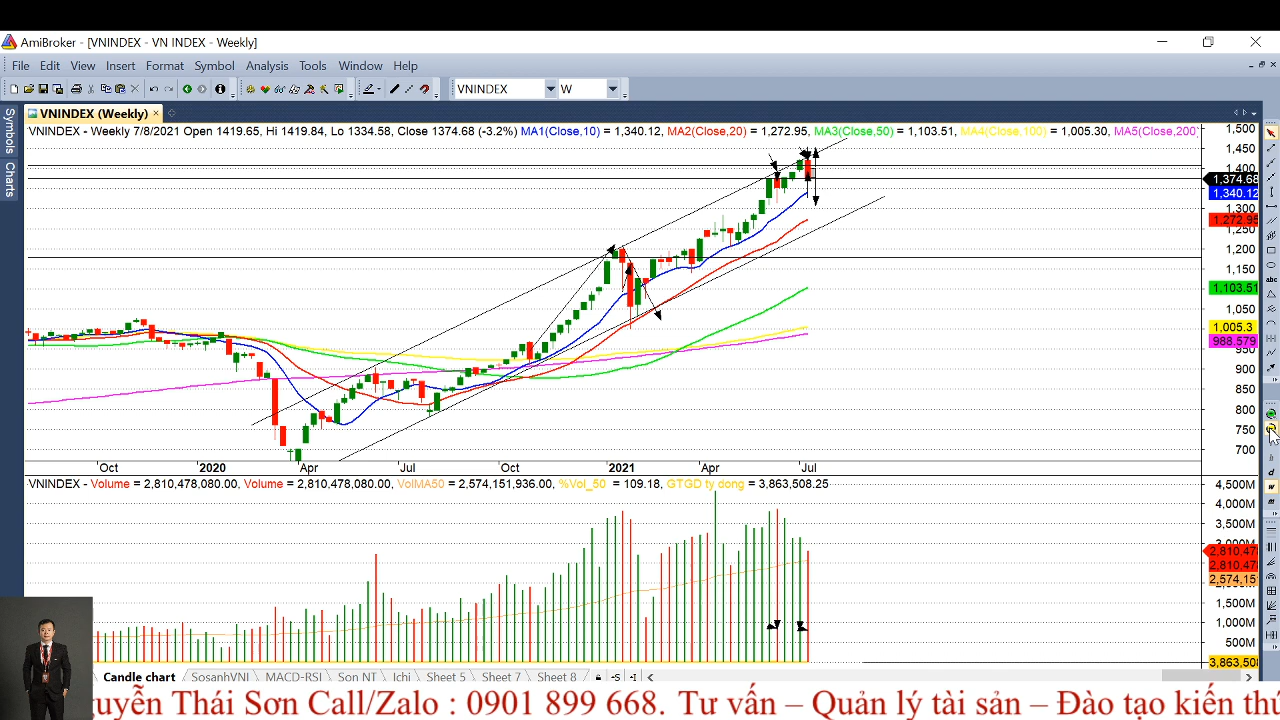 AmiBroker - [VNINDEX - VN INDEX - Weekly]
File Edit View Insert Format Symbol Analysis Tools Window Help
VNINDEX W
VNINDEX (Weekly)
Symbols
Charts
VNINDEX - Weekly 7/8/2021 Open 1419.65, Hi 1419.84, Lo 1334.58, Close 1374.68 (-3.2%) MA1(Close,10) = 1,340.12, MA2(Close,20) = 1,272.95, MA3(Close,50) = 1,103.51, MA4(Close,100) = 1,005.30, MA5(Close,200)
1,500
1,450
1,400
1,374.68
1,340.12
1,300
1,272.95
1,250
1,200
1,150
1,103.51
1,050
1,005.3
988.579
950
900
850
800
750
700
Oct 2020 Apr Jul Oct 2021 Apr Jul
VNINDEX - Volume = 2,810,478,080.00, Volume = 2,810,478,080.00, VolMA50 = 2,574,151,936.00, %Vol_50 = 109.18, GTGD ty dong = 3,863,508.25
4,500M
4,000M
3,500M
3,000M
2,810,47
2,810,47
2,574,15
1,500M
1,000M
500M
3,863,50
Candle chart SosanhVNI MACD-RSI Son NT Ichi Sheet 5 Sheet 7 Sheet 8
guyễn Thái Sơn Call/Zalo : 0901 899 668. Tư vấn – Quản lý tài sản – Đào tạo kiến thứ